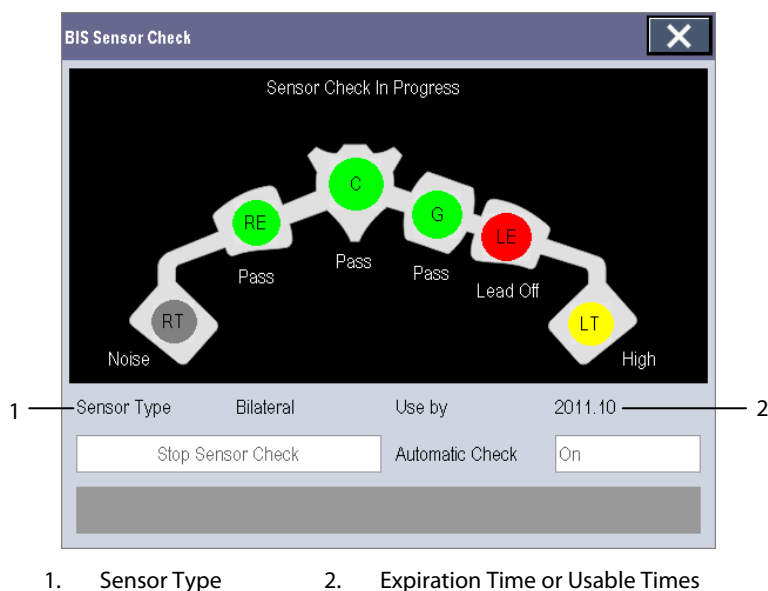 BIS Sensor Check
Sensor Check In Progress
C
RE
G
LE
Pass
Pass
Pass
Lead Off
RT
LT
Noise
High
1
Sensor Type Bilateral Use by 2011.10
2
Stop Sensor Check Automatic Check On
1. Sensor Type 2. Expiration Time or Usable Times